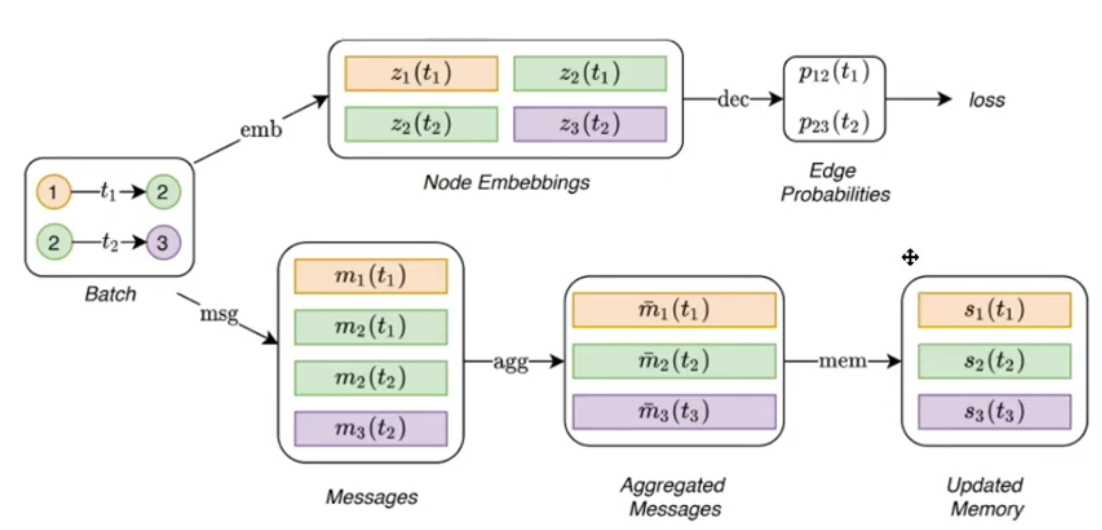 z₁(t₁) z₂(t₁)
z₂(t₂) z₃(t₂)
Node Embebbings
emb
dec
p₁₂(t₁)
p₂₃(t₂)
Edge
Probabilities
loss
1 t₁ 2
2 t₂ 3
Batch
msg
m₁(t₁)
m₂(t₁)
m₂(t₂)
m₃(t₂)
Messages
agg
m̄₁(t₁)
m̄₂(t₂)
m̄₃(t₃)
Aggregated
Messages
mem
s₁(t₁)
s₂(t₂)
s₃(t₃)
Updated
Memory